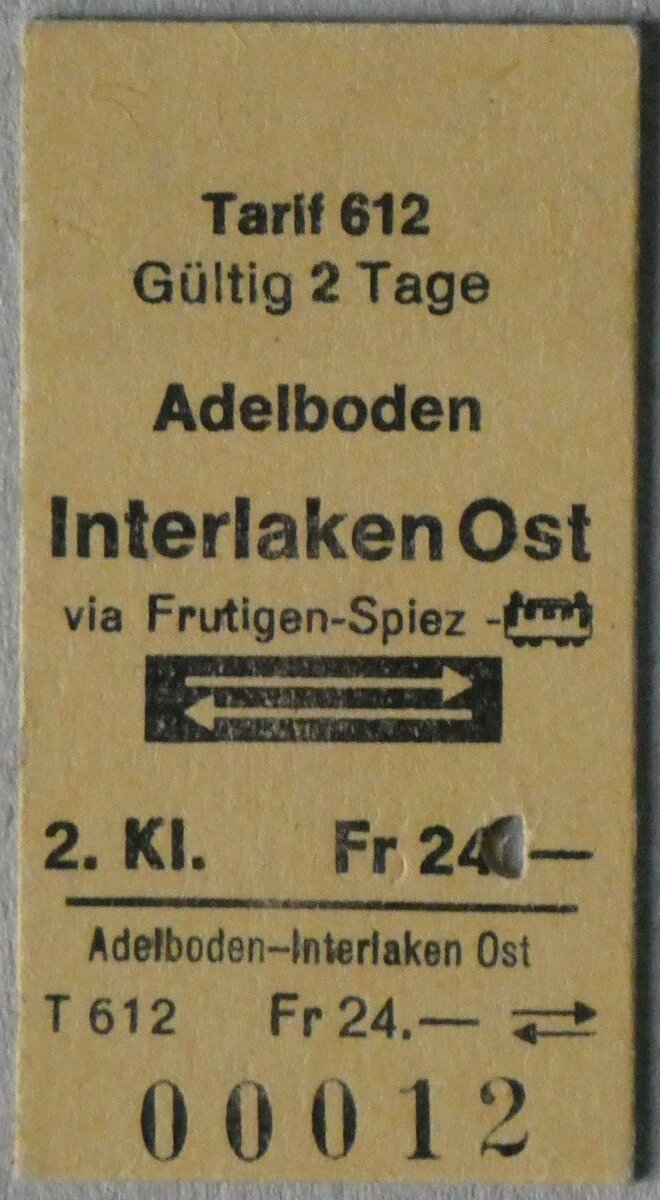 Tarif 612
Gültig 2 Tage
Adelboden
Interlaken Ost
via Frutigen-Spiez -
2. Kl. Fr 24.—
Adelboden–Interlaken Ost
T 612 Fr 24.—
00012